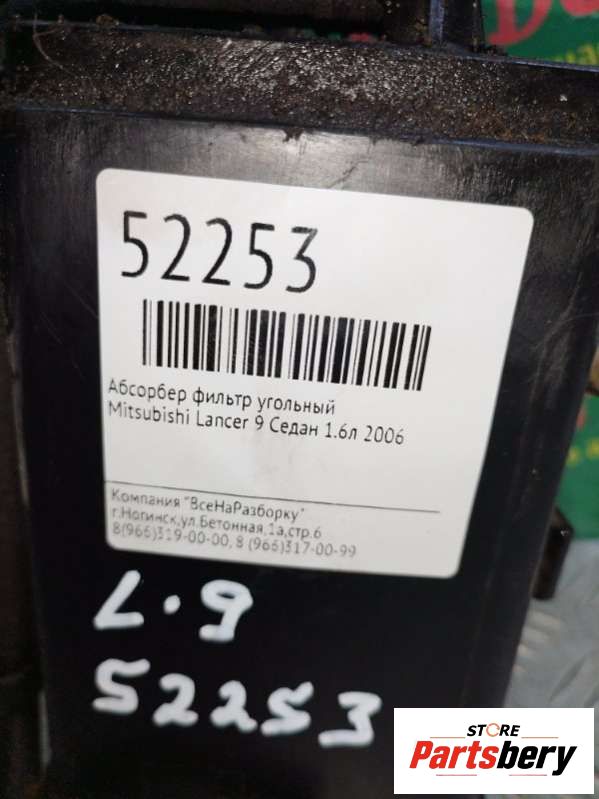 52253
Абсорбер фильтр угольный
Mitsubishi Lancer 9 Седан 1.6л 2006
Компания "ВсеНаРазборку"
г.Ногинск,ул.Бетонная,1а,стр.6
8(966)319-00-00, 8 (966)317-00-99
L.9
52253
STORE
Partsbery